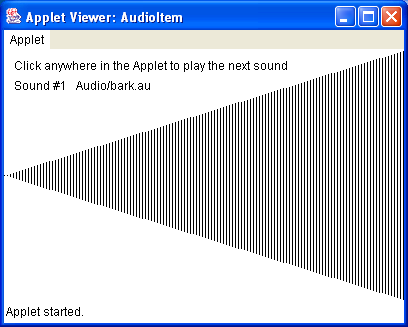 Applet Viewer: AudioItem
Applet
Click anywhere in the Applet to play the next sound
Sound #1 Audio/bark.au
Applet started.